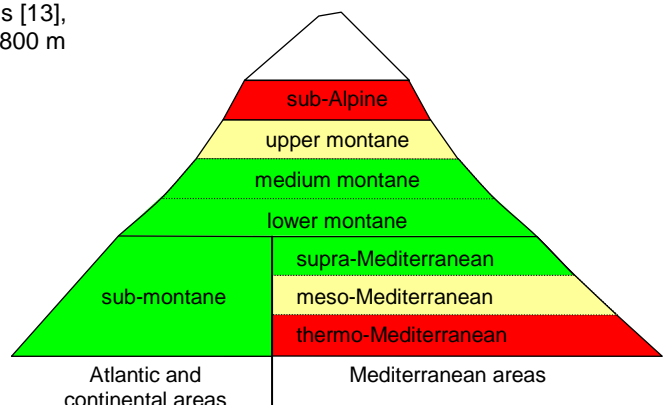 s [13],
800 m
sub-Alpine
upper montane
medium montane
lower montane
supra-Mediterranean
sub-montane
meso-Mediterranean
thermo-Mediterranean
Atlantic and
continental areas
Mediterranean areas